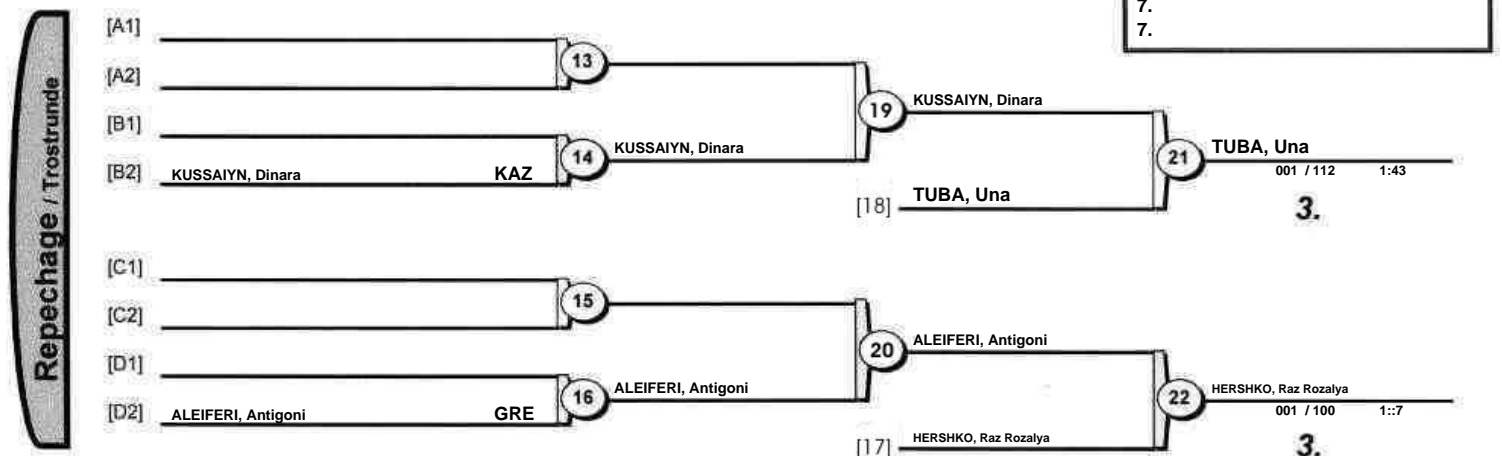 7.
7.
Repechage / Trostrunde
[A1]
13
[A2]
19 KUSSAIYN, Dinara
[B1]
14 KUSSAIYN, Dinara
21 TUBA, Una
[B2] KUSSAIYN, Dinara KAZ
001 / 112 1:43
[18] TUBA, Una
3.
[C1]
15
[C2]
20 ALEIFERI, Antigoni
[D1]
16 ALEIFERI, Antigoni
22 HERSHKO, Raz Rozalya
[D2] ALEIFERI, Antigoni GRE
001 / 100 1::7
[17] HERSHKO, Raz Rozalya
3.